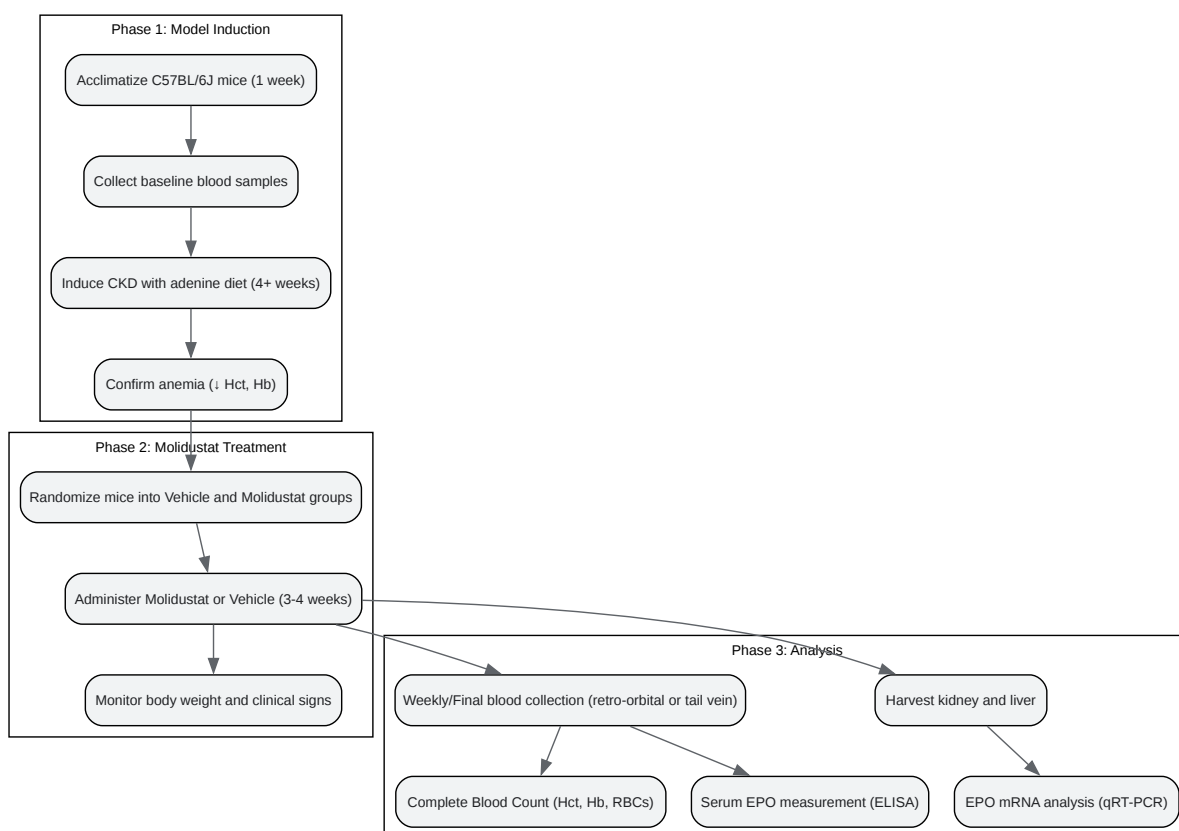 Phase 1: Model Induction
Acclimatize C57BL/6J mice (1 week)
Collect baseline blood samples
Induce CKD with adenine diet (4+ weeks)
Confirm anemia (↓ Hct, Hb)
Phase 2: Molidustat Treatment
Randomize mice into Vehicle and Molidustat groups
Administer Molidustat or Vehicle (3-4 weeks)
Monitor body weight and clinical signs
Phase 3: Analysis
Weekly/Final blood collection (retro-orbital or tail vein)
Harvest kidney and liver
Complete Blood Count (Hct, Hb, RBCs)
Serum EPO measurement (ELISA)
EPO mRNA analysis (qRT-PCR)